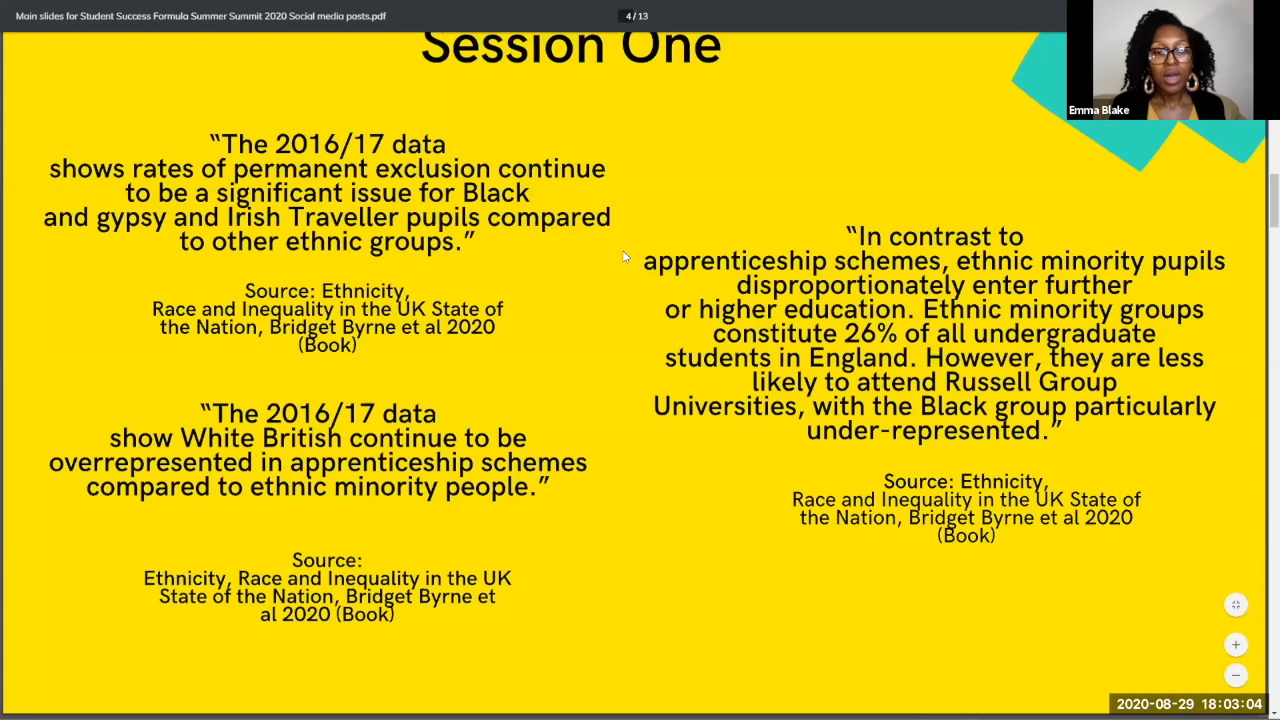 Main slides for Student Success Formula Summer Summit 2020 Social media posts.pdf
4 / 13
Session One
Emma Blake
“The 2016/17 data
shows rates of permanent exclusion continue
to be a significant issue for Black
and gypsy and Irish Traveller pupils compared
to other ethnic groups.”
Source: Ethnicity,
Race and Inequality in the UK State of
the Nation, Bridget Byrne et al 2020
(Book)
“The 2016/17 data
show White British continue to be
overrepresented in apprenticeship schemes
compared to ethnic minority people.”
Source:
Ethnicity, Race and Inequality in the UK
State of the Nation, Bridget Byrne et
al 2020 (Book)
“In contrast to
apprenticeship schemes, ethnic minority pupils
disproportionately enter further
or higher education. Ethnic minority groups
constitute 26% of all undergraduate
students in England. However, they are less
likely to attend Russell Group
Universities, with the Black group particularly
under-represented.”
Source: Ethnicity,
Race and Inequality in the UK State of
the Nation, Bridget Byrne et al 2020
(Book)
2020-08-29 18:03:04